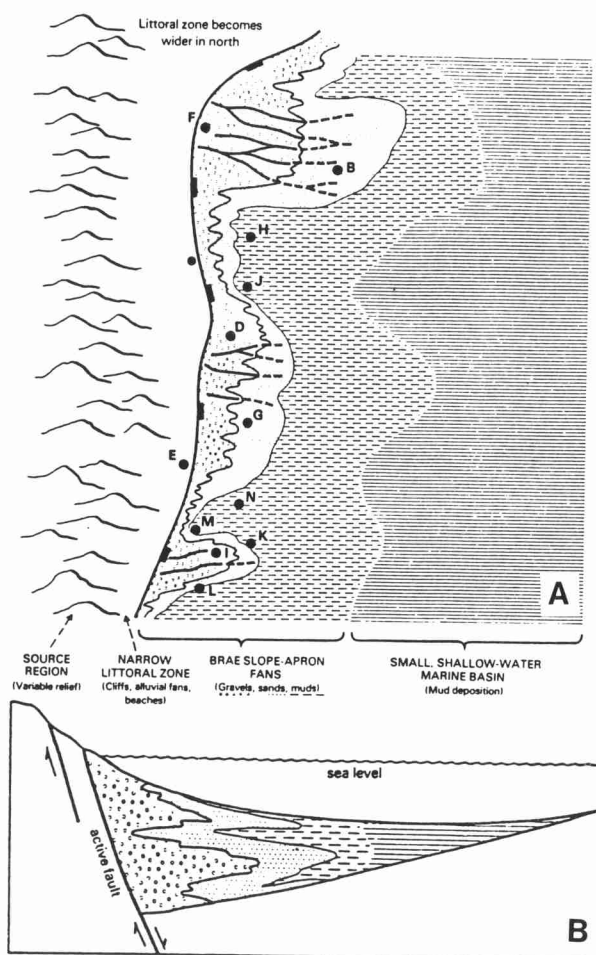 Littoral zone becomes
wider in north
F
B
H
J
D
G
E
N
M
K
I
L
A
SOURCE
REGION
(Variable relief)
NARROW
LITTORAL ZONE
(Cliffs, alluvial fans,
beaches)
BRAE SLOPE-APRON
FANS
(Gravels, sands, muds)
SMALL, SHALLOW-WATER
MARINE BASIN
(Mud deposition)
sea level
active fault
B